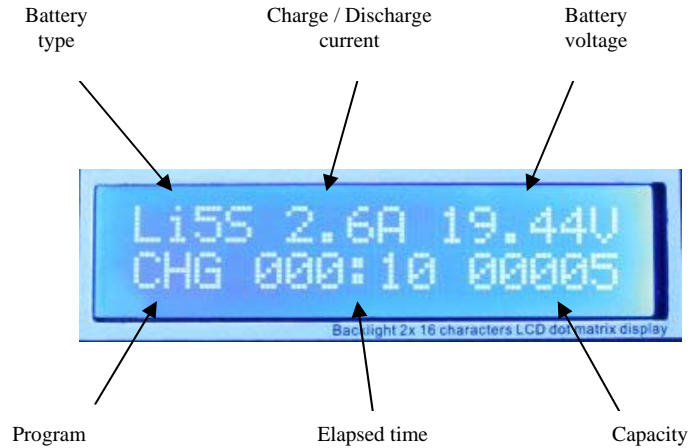 Battery type
Charge / Discharge current
Battery voltage
Li5S 2.6A 19.44V
CHG 000:10 00005
Backlight 2x 16 characters LCD dot matrix display
Program
Elapsed time
Capacity